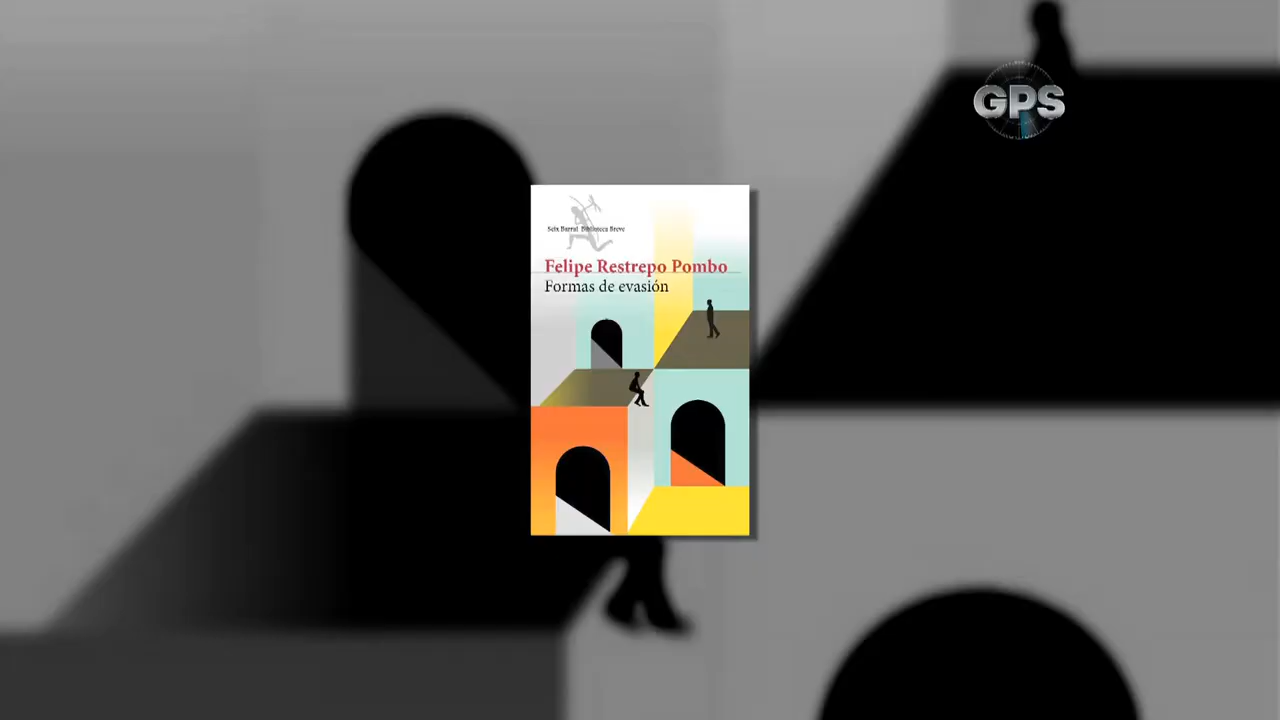 GPS
Seix Barral Biblioteca Breve
Felipe Restrepo Pombo
Formas de evasión